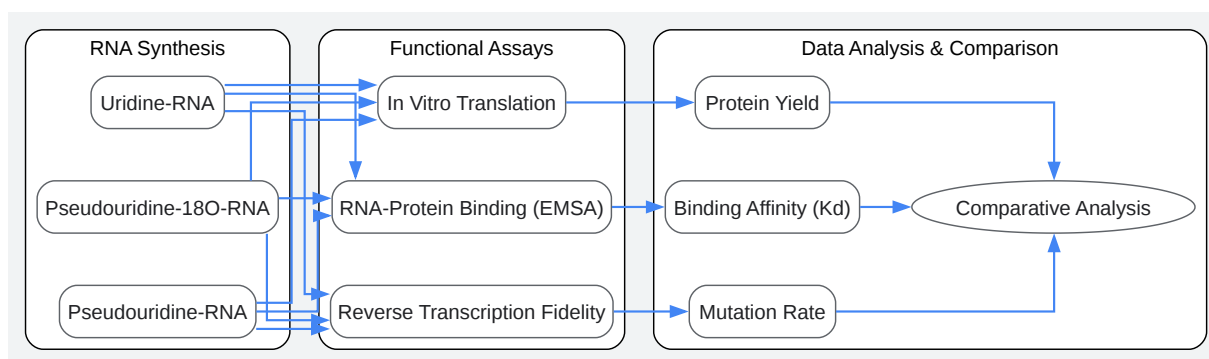 RNA Synthesis
Functional Assays
Data Analysis & Comparison
Uridine-RNA
In Vitro Translation
Protein Yield
Pseudouridine-18O-RNA
RNA-Protein Binding (EMSA)
Binding Affinity (Kd)
Comparative Analysis
Pseudouridine-RNA
Reverse Transcription Fidelity
Mutation Rate